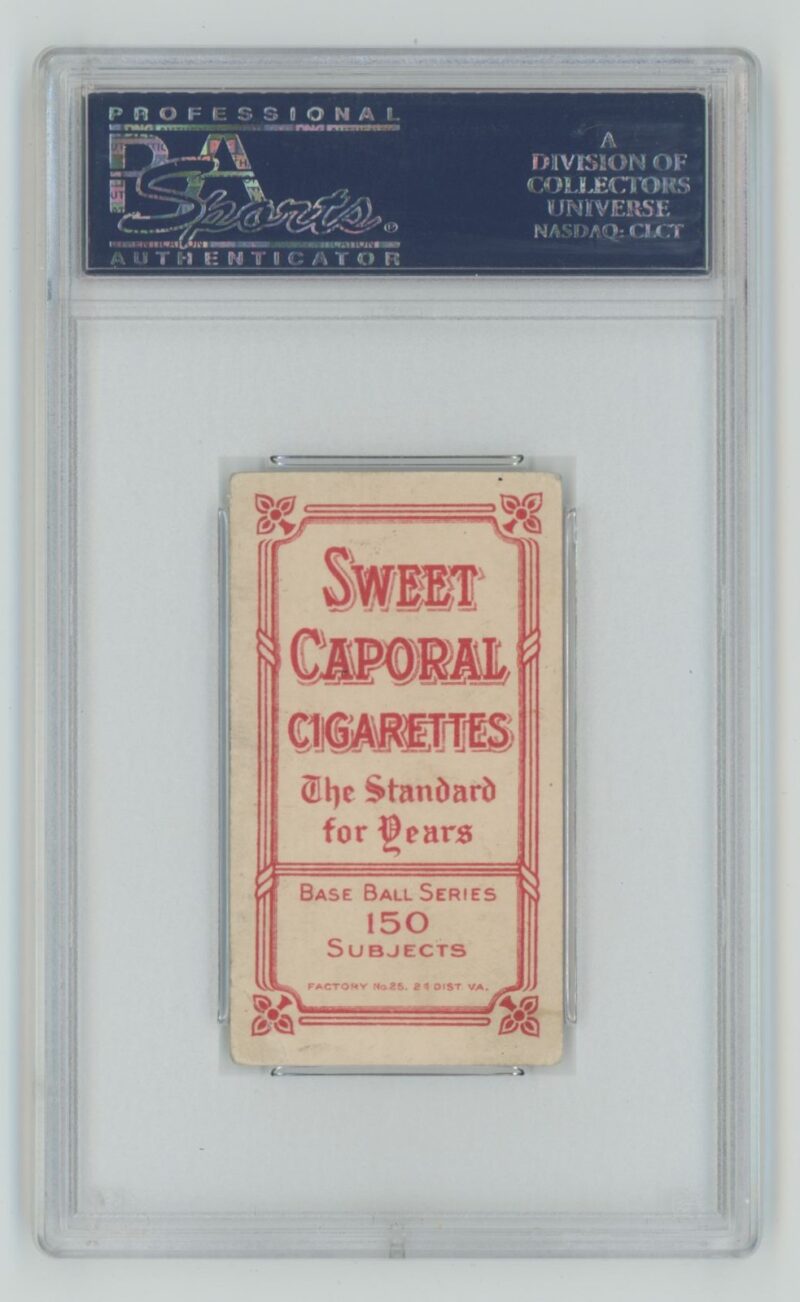 PROFESSIONAL
PSA
Sports®
AUTHENTICATOR
A
DIVISION OF
COLLECTORS
UNIVERSE
NASDAQ: CLCT
SWEET
CAPORAL
CIGARETTES
The Standard
for Years
BASE BALL SERIES
150
SUBJECTS
FACTORY No.25. 2d DIST VA.